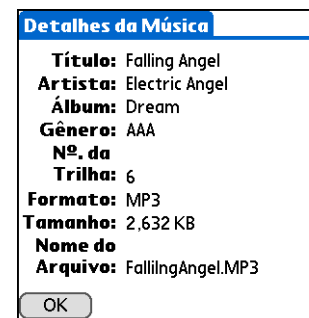 Detalhes da Música
Título: Falling Angel
Artista: Electric Angel
Álbum: Dream
Gênero: AAA
Nº. da
Trilha: 6
Formato: MP3
Tamanho: 2,632 KB
Nome do
Arquivo: FallilngAngel.MP3
OK